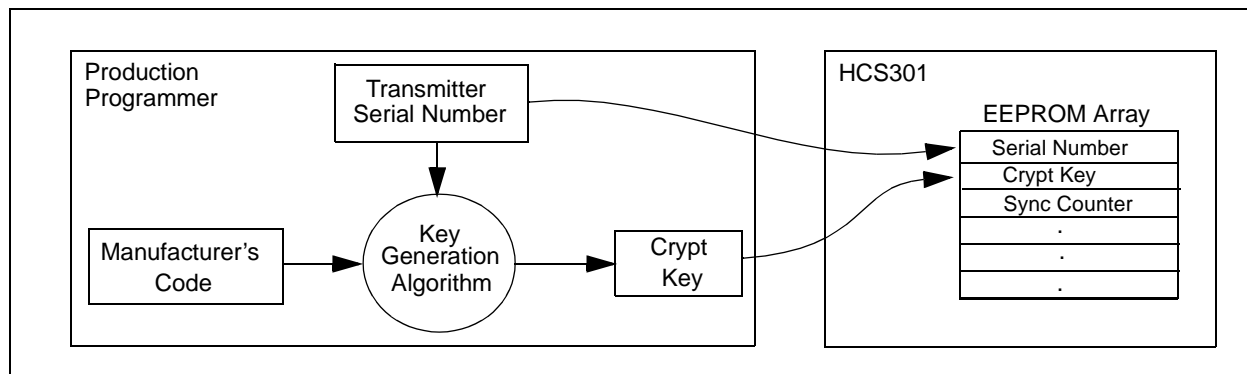 Production
Programmer
Transmitter
Serial Number
Manufacturer's
Code
Key
Generation
Algorithm
Crypt
Key
HCS301
EEPROM Array
Serial Number
Crypt Key
Sync Counter
.
.
.